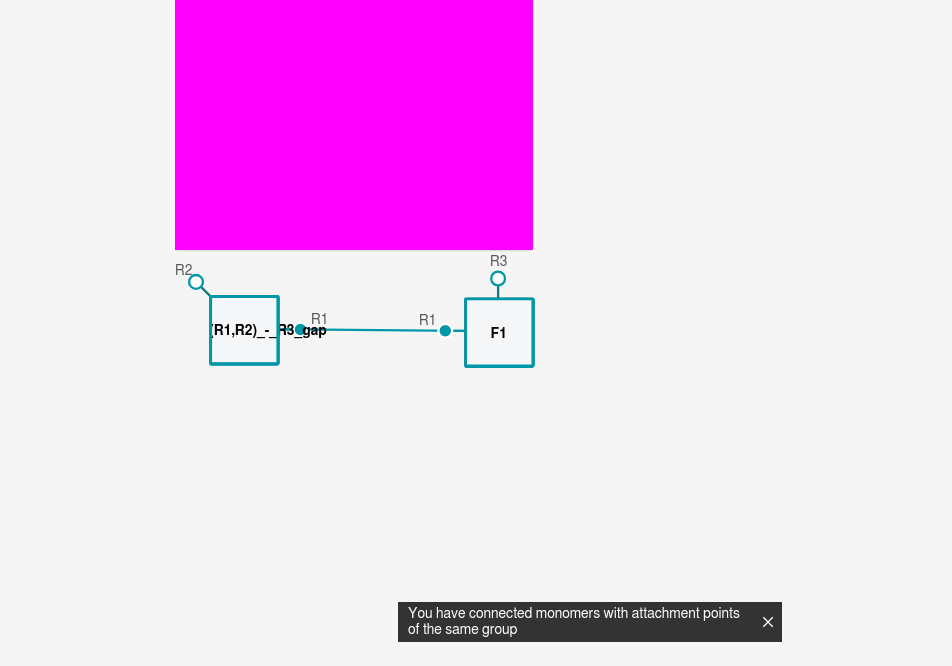 R3
R2
R1
R1
(R1,R2)_-_R3_gap
F1
You have connected monomers with attachment points
of the same group